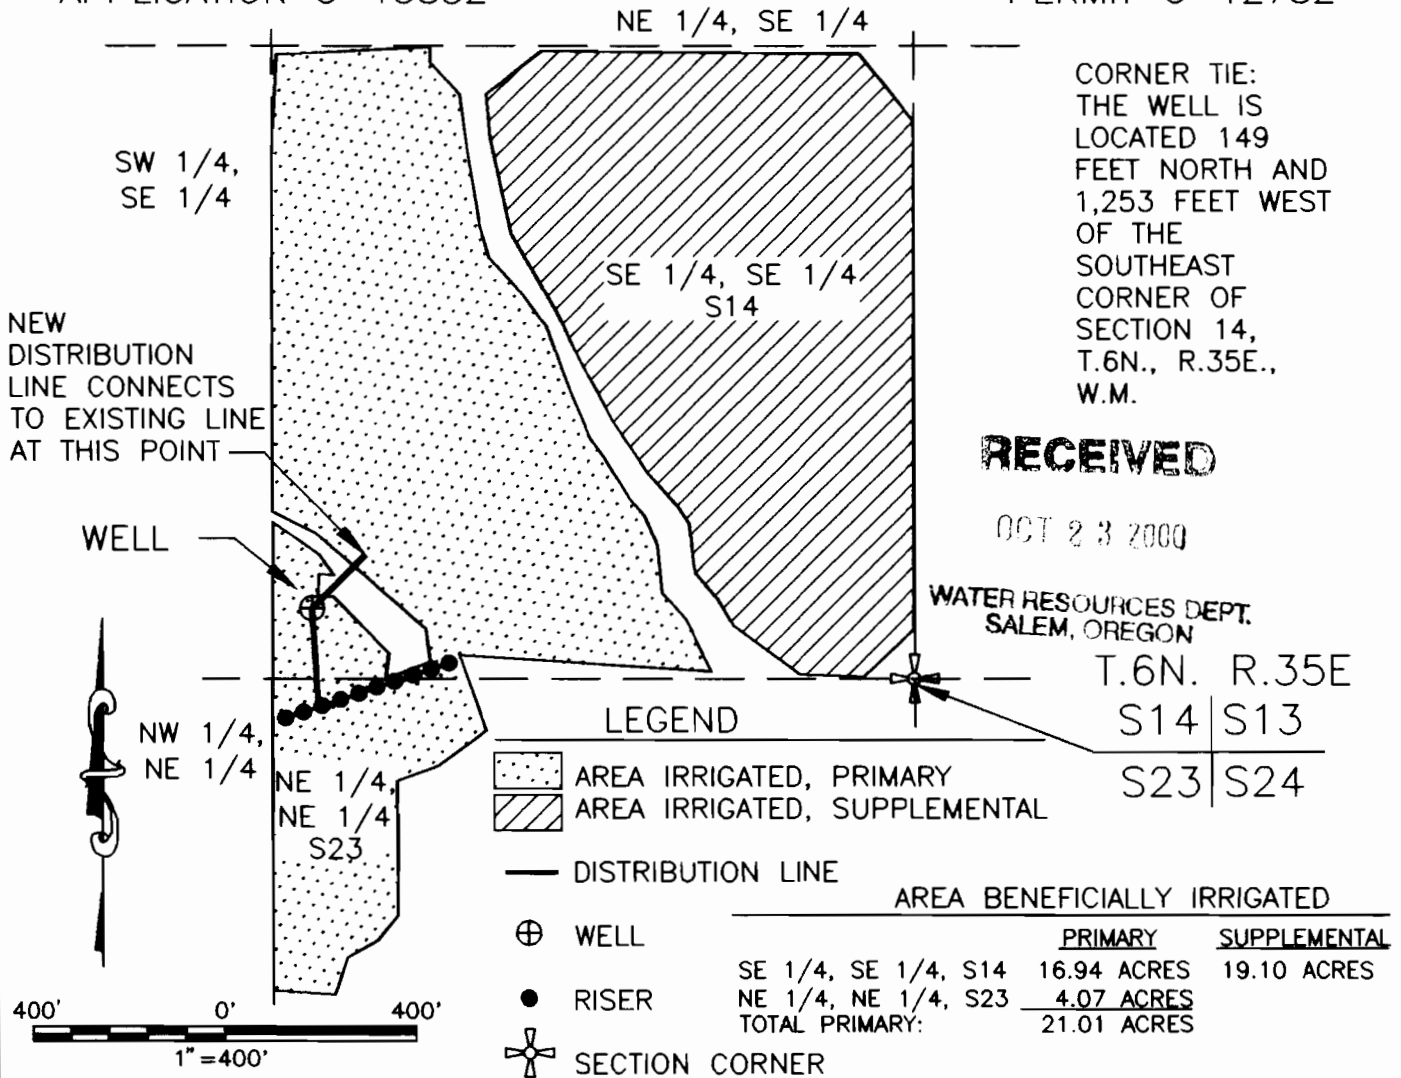 NE 1/4, SE 1/4
SW 1/4,
SE 1/4
SE 1/4, SE 1/4
S14
CORNER TIE:
THE WELL IS
LOCATED 149
FEET NORTH AND
1,253 FEET WEST
OF THE
SOUTHEAST
CORNER OF
SECTION 14,
T.6N., R.35E.,
W.M.
NEW
DISTRIBUTION
LINE CONNECTS
TO EXISTING LINE
AT THIS POINT
WELL
RECEIVED
OCT 23 2000
WATER RESOURCES DEPT.
SALEM, OREGON
T.6N. R.35E
S14 S13
S23 S24
NW 1/4,
NE 1/4
NE 1/4,
NE 1/4
S23
LEGEND
AREA IRRIGATED, PRIMARY
AREA IRRIGATED, SUPPLEMENTAL
DISTRIBUTION LINE
WELL
RISER
SECTION CORNER
AREA BENEFICIALLY IRRIGATED
PRIMARY SUPPLEMENTAL
SE 1/4, SE 1/4, S14 16.94 ACRES 19.10 ACRES
NE 1/4, NE 1/4, S23 4.07 ACRES
TOTAL PRIMARY: 21.01 ACRES
400' 0' 400'
1"=400'